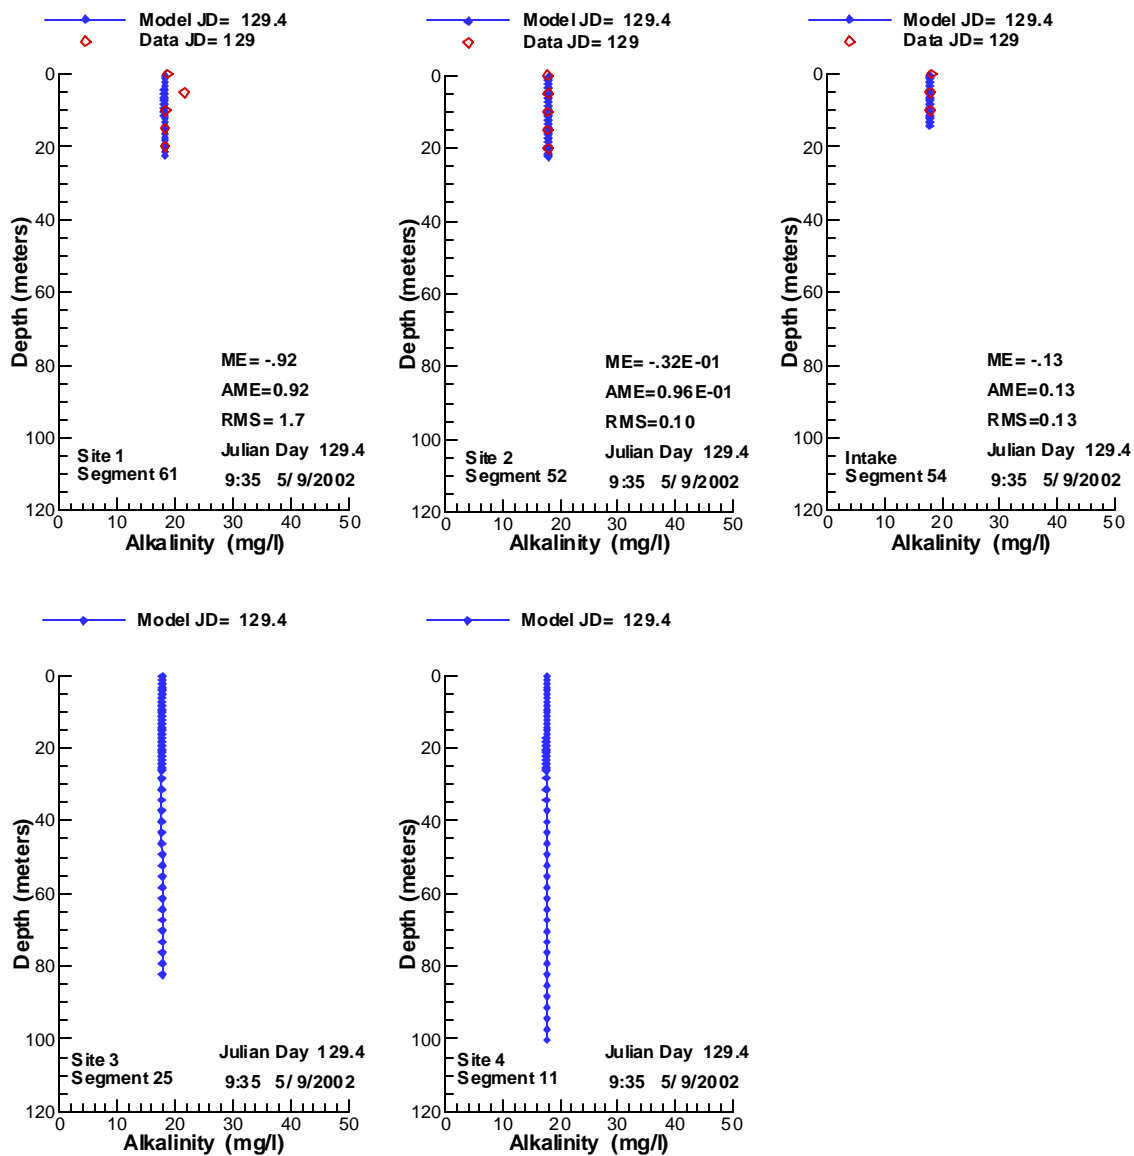 Model JD= 129.4
Data JD= 129
0
20
40
60
80
100
120
Depth (meters)
ME= -.92
AME=0.92
RMS= 1.7
Julian Day 129.4
9:35 5/ 9/2002
Site 1
Segment 61
0 10 20 30 40 50
Alkalinity (mg/l)
Model JD= 129.4
Data JD= 129
0
20
40
60
80
100
120
Depth (meters)
ME= -.32E-01
AME=0.96E-01
RMS=0.10
Julian Day 129.4
9:35 5/ 9/2002
Site 2
Segment 52
0 10 20 30 40 50
Alkalinity (mg/l)
Model JD= 129.4
Data JD= 129
0
20
40
60
80
100
120
Depth (meters)
ME= -.13
AME=0.13
RMS=0.13
Julian Day 129.4
9:35 5/ 9/2002
Intake
Segment 54
0 10 20 30 40 50
Alkalinity (mg/l)
Model JD= 129.4
0
20
40
60
80
100
120
Depth (meters)
Julian Day 129.4
9:35 5/ 9/2002
Site 3
Segment 25
0 10 20 30 40 50
Alkalinity (mg/l)
Model JD= 129.4
0
20
40
60
80
100
120
Depth (meters)
Julian Day 129.4
9:35 5/ 9/2002
Site 4
Segment 11
0 10 20 30 40 50
Alkalinity (mg/l)